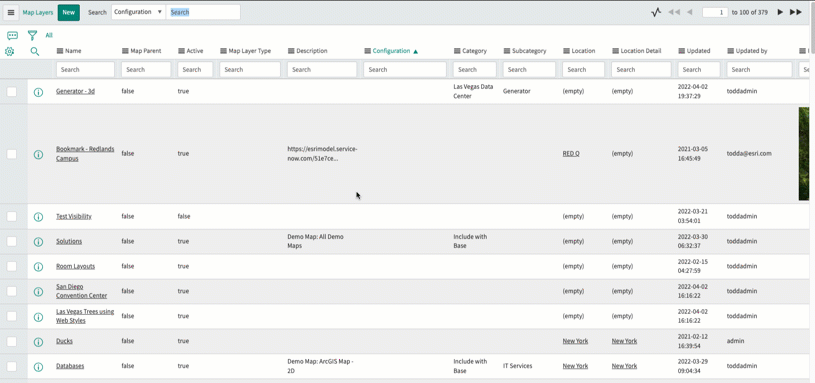 Map Layers New Search Configuration Search 1 to 100 of 379
All
Name Map Parent Active Map Layer Type Description Configuration Category Subcategory Location Location Detail Updated Updated by
Search Search Search Search Search Search Search Search Search Search Search Search
Generator - 3d false true Las Vegas Data Generator (empty) (empty) 2022-04-02 toddadmin
Center 19:37:29
Bookmark - Redlands false true https://esrimodel.service- RED Q (empty) 2021-03-05 todda@esri.com
Campus now.com/51e7ce... 16:45:49
Test Visibility false false (empty) (empty) 2022-03-21 toddadmin
03:54:01
Solutions false true Demo Map: All Demo Include with (empty) (empty) 2022-03-30 toddadmin
Maps Base 06:32:37
Room Layouts false true (empty) (empty) 2022-02-15 toddadmin
04:27:59
San Diego false true (empty) (empty) 2022-04-02 toddadmin
Convention Center 16:16:22
Las Vegas Trees using false true (empty) (empty) 2022-04-02 toddadmin
Web Styles 16:16:22
Ducks false true New York New York 2021-02-12 admin
16:39:54
Databases false true Demo Map: ArcGIS Map - Include with IT Services New York New York 2022-03-29 toddadmin
2D Base 09:04:34